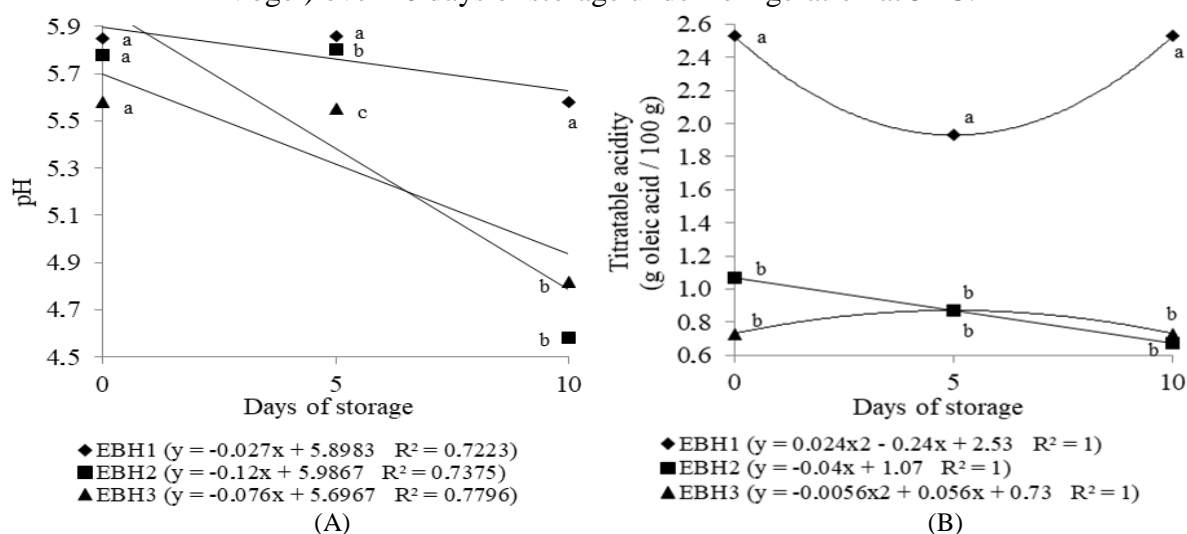 5.9
5.7
5.5
5.3
5.1
4.9
4.7
4.5
pH
a
a
a
a
b
c
a
b
b
0
5
10
Days of storage
EBH1 (y = -0.027x + 5.8983 R² = 0.7223)
EBH2 (y = -0.12x + 5.9867 R² = 0.7375)
EBH3 (y = -0.076x + 5.6967 R² = 0.7796)
(A)
2.6
2.4
2.2
2.0
1.8
1.6
1.4
1.2
1.0
0.8
0.6
Titratable acidity
(g oleic acid / 100 g)
a
a
a
b
b
b
b
b
b
0
5
10
Days of storage
EBH1 (y = 0.024x2 - 0.24x + 2.53 R² = 1)
EBH2 (y = -0.04x + 1.07 R² = 1)
EBH3 (y = -0.0056x2 + 0.056x + 0.73 R² = 1)
(B)